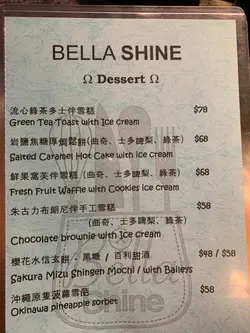 BELLA SHINE
Ω Dessert Ω
流心綠茶多士伴雪糕 $78
Green Tea Toast with Ice cream
岩鹽焦糖厚焗鬆餅(曲奇、士多啤梨、綠茶) $68
Salted Caramel Hot Cake with ice cream
鮮果窩芙伴雪糕(曲奇、士多啤梨、綠茶) $68
Fresh Fruit Waffle with Cookies ice cream
朱古力布朗尼伴手工雪糕 $58
(曲奇、士多啤梨、綠茶)
Chocolate brownie with Ice cream
櫻花水信玄餅 - 黑糖 / 百利甜酒 $48 / $58
Sakura Mizu Shingen Mochi / with Baileys
沖繩原隻菠蘿雪葩 $58
Okinawa pineapple sorbet
Bella
Shine